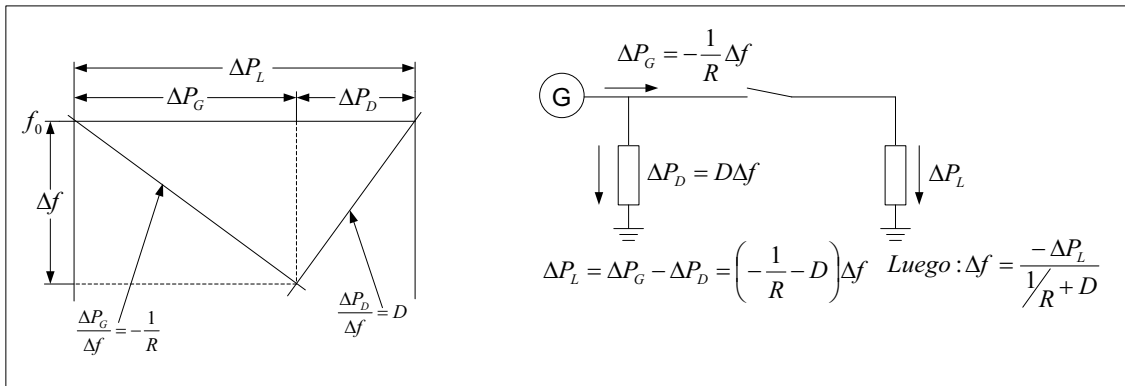 ΔP_L
ΔP_G
ΔP_D
f_0
Δf
ΔP_G/Δf = -1/R
ΔP_D/Δf = D
ΔP_G = -1/R Δf
G
ΔP_D = DΔf
ΔP_L
ΔP_L = ΔP_G - ΔP_D = (-1/R - D)Δf
Luego : Δf = -ΔP_L/(1/R + D)